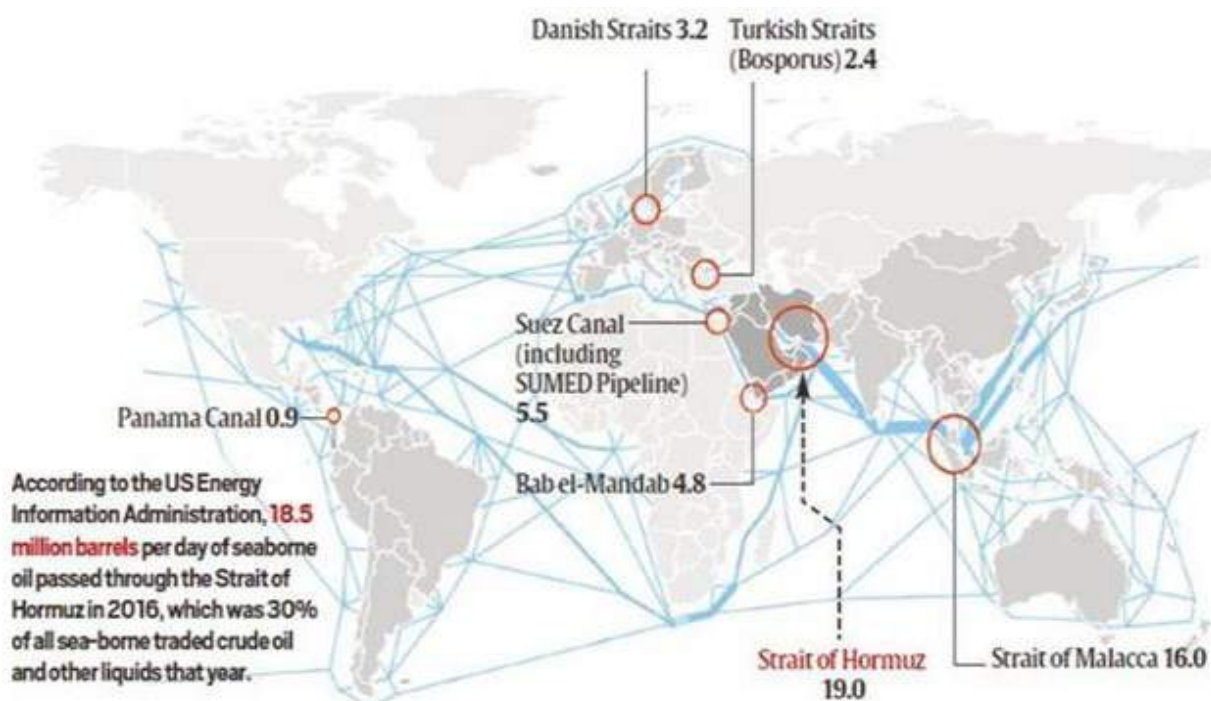 Danish Straits 3.2
Turkish Straits
(Bosporus) 2.4
Suez Canal
(including
SUMED Pipeline)
5.5
Panama Canal 0.9
Bab el-Mandab 4.8
According to the US Energy
Information Administration, 18.5
million barrels per day of seaborne
oil passed through the Strait of
Hormuz in 2016, which was 30%
of all sea-borne traded crude oil
and other liquids that year.
Strait of Hormuz
19.0
Strait of Malacca 16.0